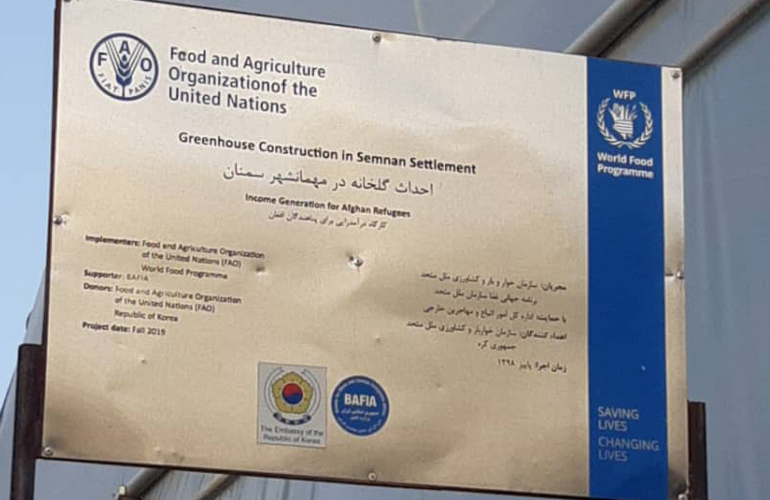 FAO
FIAT PANIS
Food and Agriculture
Organizationof the
United Nations
WFP
World Food
Programme
Greenhouse Construction in Semnan Settlement
احداث گلخانه در مهمانشهر سمنان
Income Generation for Afghan Refugees
کارگاه درآمدزایی برای پناهندگان افغان
Implementers: Food and Agriculture Organization
of the United Nations (FAO)
World Food Programme
Supporter: BAFIA
Donors: Food and Agriculture Organization
of the United Nations (FAO)
Republic of Korea
Project date: Fall 2019
مجریان: سازمان خوار و بار و کشاورزی ملل متحد
برنامه جهانی غذا سازمان ملل متحد
با حمایت: اداره کل امور اتباع و مهاجرین خارجی
اهداء کنندگان: سازمان خواربار و کشاورزی ملل متحد
جمهوری کره
زمان اجرا: پاییز ۱۳۹۸
The Embassy of the
Republic of Korea
BAFIA
SAVING
LIVES
CHANGING
LIVES